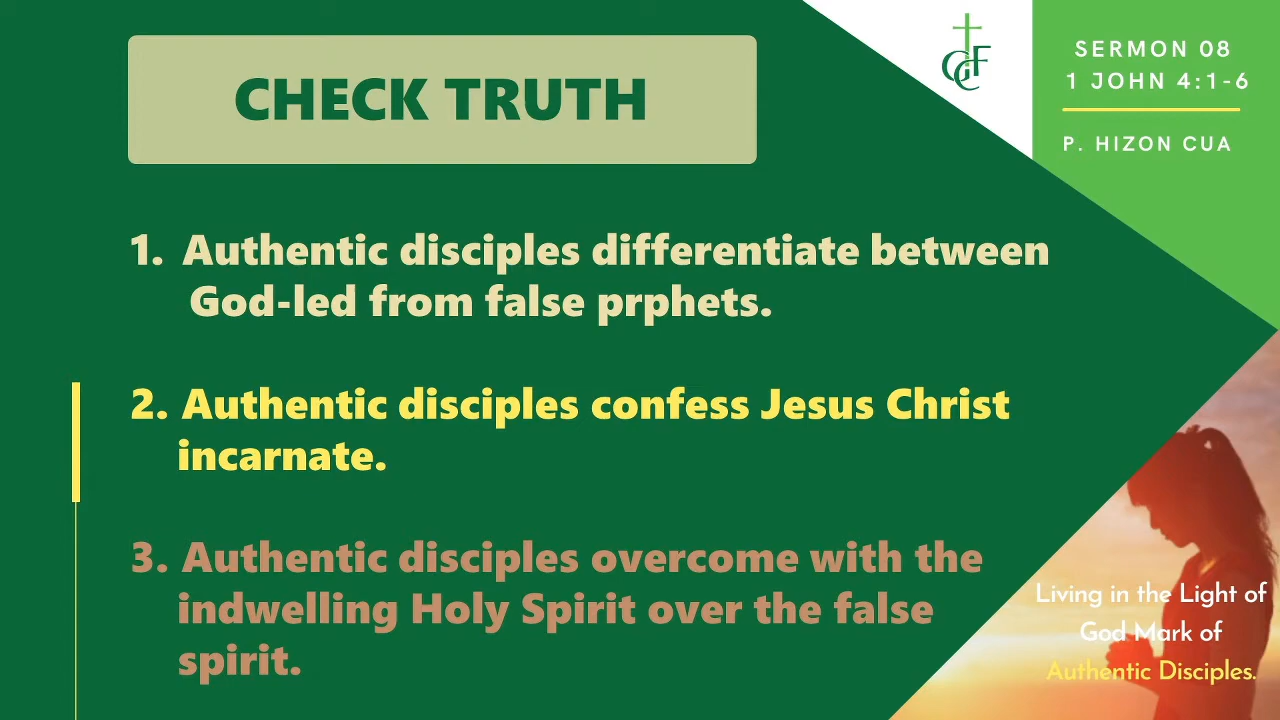 CHECK TRUTH
CGCF
SERMON 08
1 JOHN 4:1-6
P. HIZON CUA
1. Authentic disciples differentiate between
God-led from false prphets.
2. Authentic disciples confess Jesus Christ
incarnate.
3. Authentic disciples overcome with the
indwelling Holy Spirit over the false
spirit.
Living in the Light of
God Mark of
Authentic Disciples.